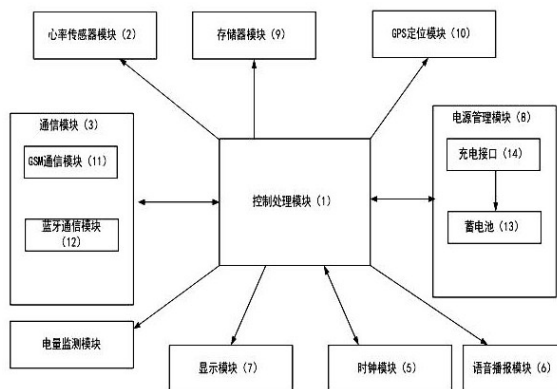 心率传感器模块（2）
存储器模块（9）
GPS定位模块（10）
通信模块（3）
GSM通信模块（11）
蓝牙通信模块
（12）
控制处理模块（1）
电源管理模块（8）
充电接口（14）
蓄电池（13）
电量监测模块
显示模块（7）
时钟模块（5）
语音播报模块（6）